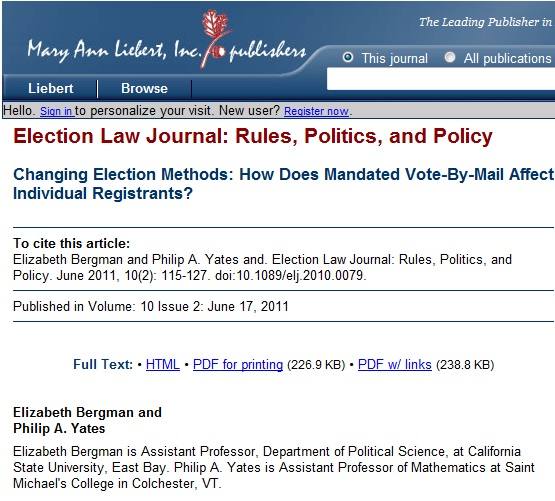 The Leading Publisher in
Mary Ann Liebert, Inc. publishers
This journal All publications
Liebert Browse
Hello. Sign in to personalize your visit. New user? Register now.
Election Law Journal: Rules, Politics, and Policy
Changing Election Methods: How Does Mandated Vote-By-Mail Affect
Individual Registrants?
To cite this article:
Elizabeth Bergman and Philip A. Yates and. Election Law Journal: Rules, Politics, and
Policy. June 2011, 10(2): 115-127. doi:10.1089/elj.2010.0079.
Published in Volume: 10 Issue 2: June 17, 2011
Full Text: • HTML • PDF for printing (226.9 KB) • PDF w/ links (238.8 KB)
Elizabeth Bergman and
Philip A. Yates
Elizabeth Bergman is Assistant Professor, Department of Political Science, at California
State University, East Bay. Philip A. Yates is Assistant Professor of Mathematics at Saint
Michael's College in Colchester, VT.